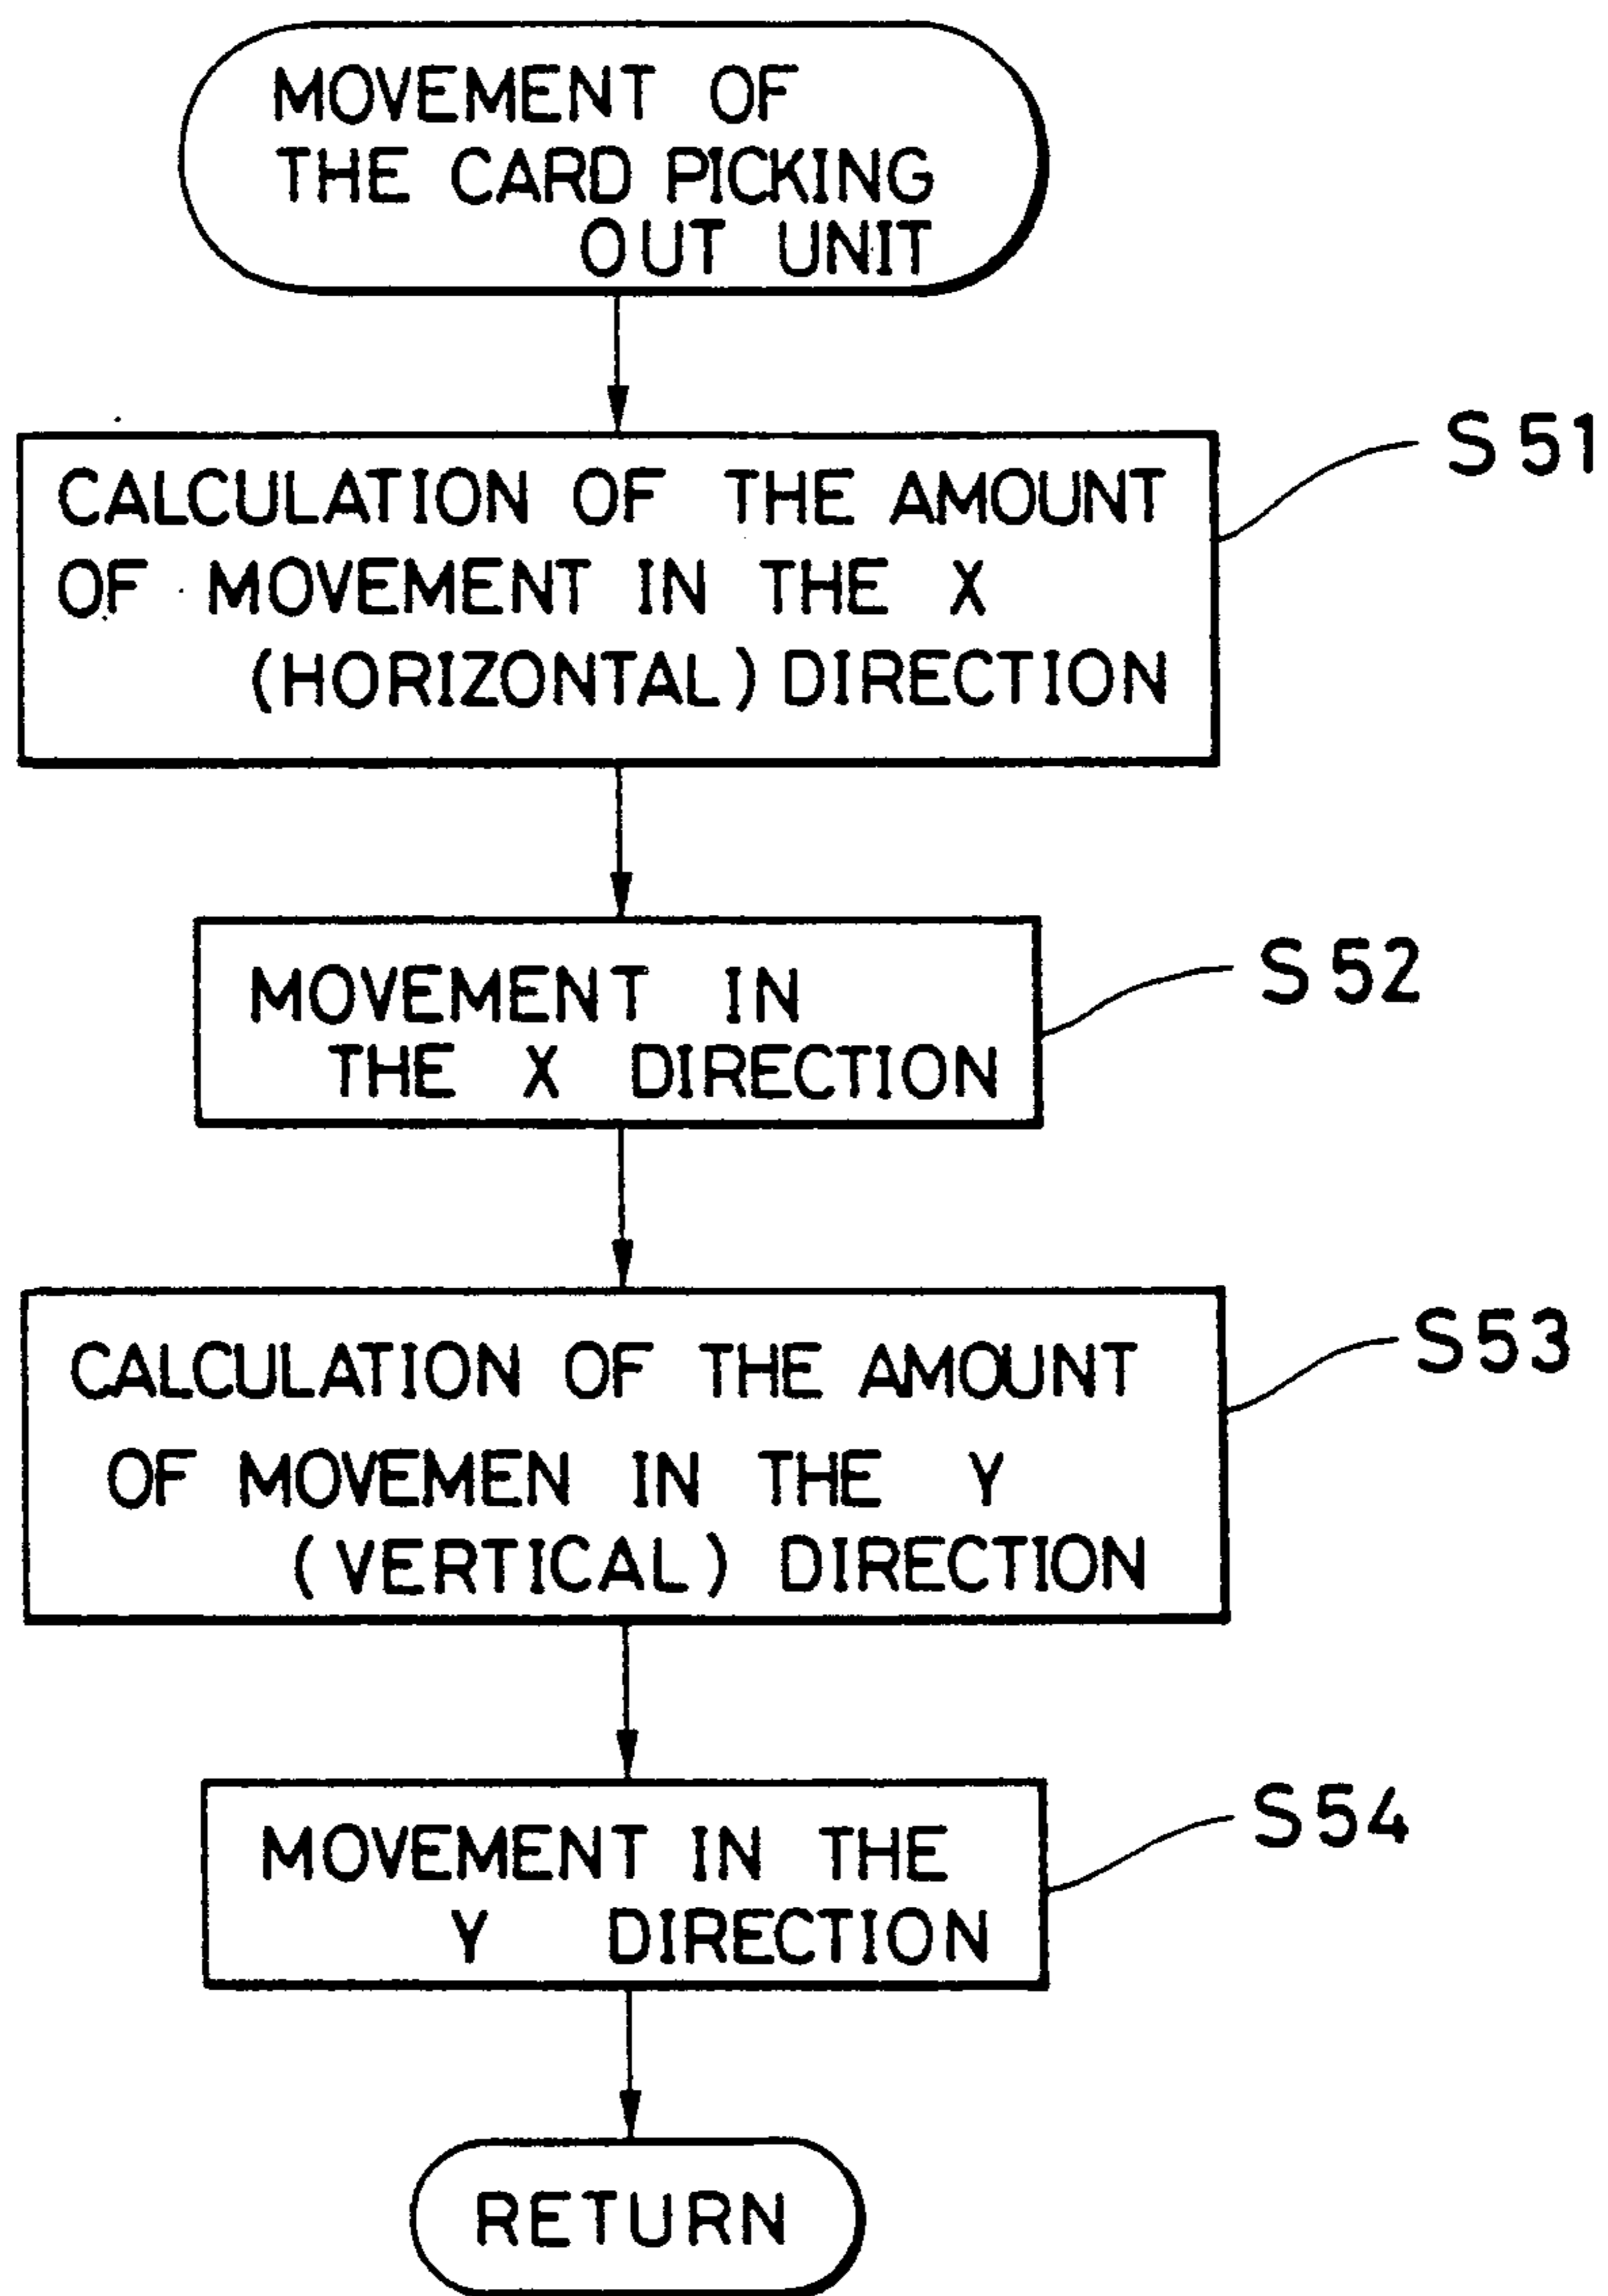 MOVEMENT OF
THE CARD PICKING
OUT UNIT
CALCULATION OF THE AMOUNT
OF MOVEMENT IN THE X
(HORIZONTAL) DIRECTION
S51
MOVEMENT IN
THE X DIRECTION
S52
CALCULATION OF THE AMOUNT
OF MOVEMEN IN THE Y
(VERTICAL) DIRECTION
S53
MOVEMENT IN THE
Y DIRECTION
S54
RETURN